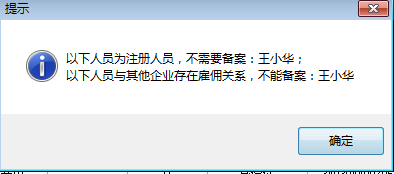 提示
以下人员为注册人员，不需要备案：王小华；
以下人员与其他企业存在雇佣关系，不能备案：王小华
确定